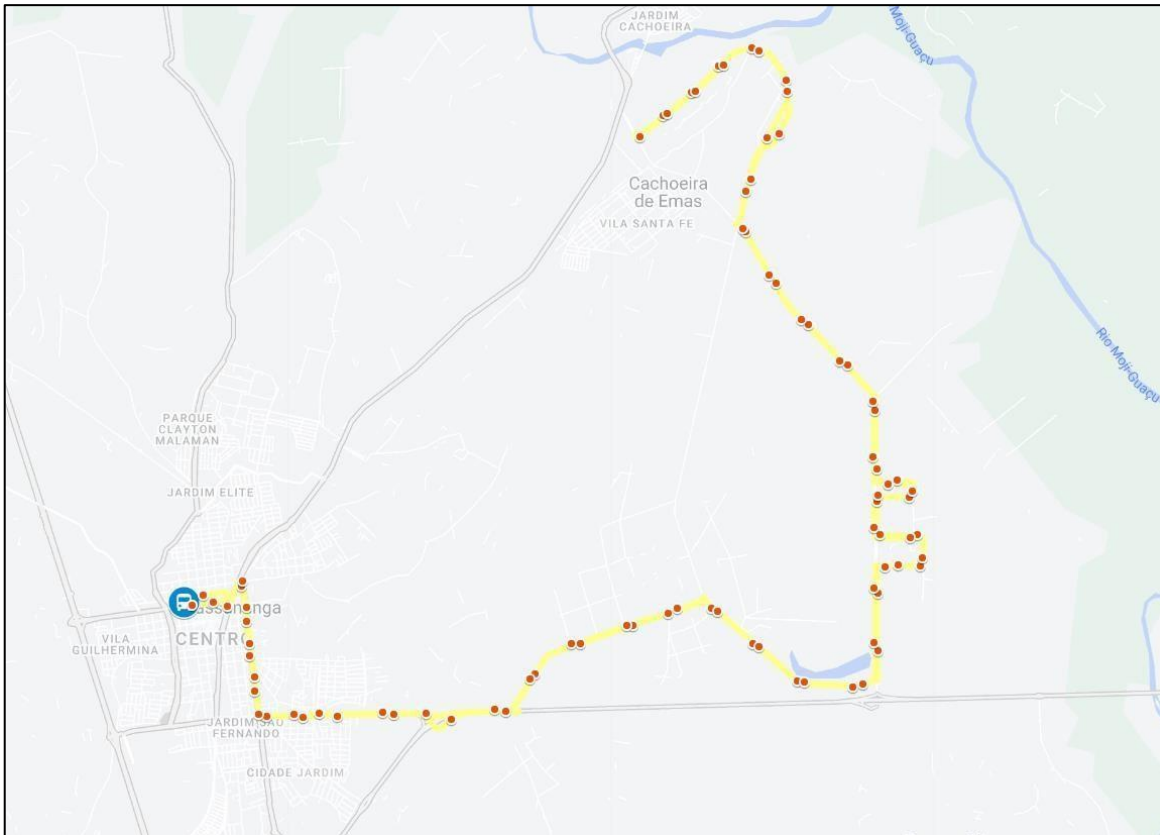 JARDIM
CACHOEIRA
Moji-Guaçu
Cachoeira
de Emas
VILA SANTA FE
Rio Moji-Guaçu
PARQUE
CLAYTON
MALAMAN
JARDIM ELITE
CENTRO
VILA
GUILHERMINA
JARDIM SÃO
FERNANDO
CIDADE JARDIM